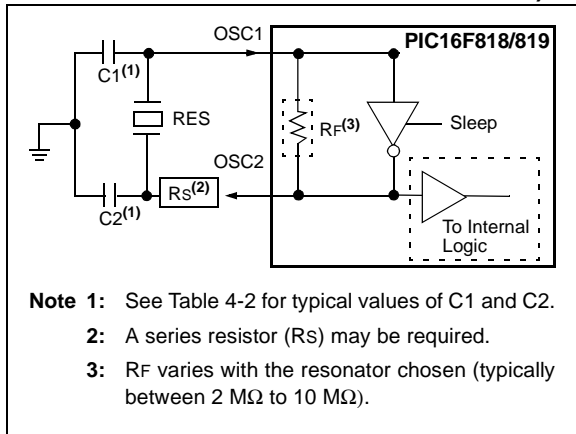 OSC1
PIC16F818/819
C1(1)
RES
RF(3)
Sleep
OSC2
RS(2)
C2(1)
To Internal
Logic
Note 1: See Table 4-2 for typical values of C1 and C2.
2: A series resistor (RS) may be required.
3: RF varies with the resonator chosen (typically
between 2 MΩ to 10 MΩ).